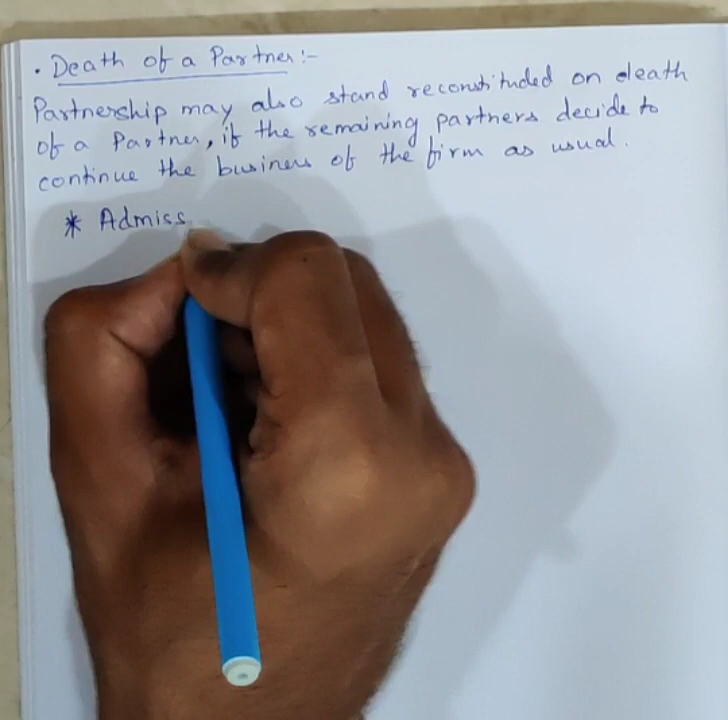 · Death of a Partner :-
Partnership may also stand reconstituded on death
of a Partner, if the remaining partners decide to
continue the business of the firm as usual.
* Admiss